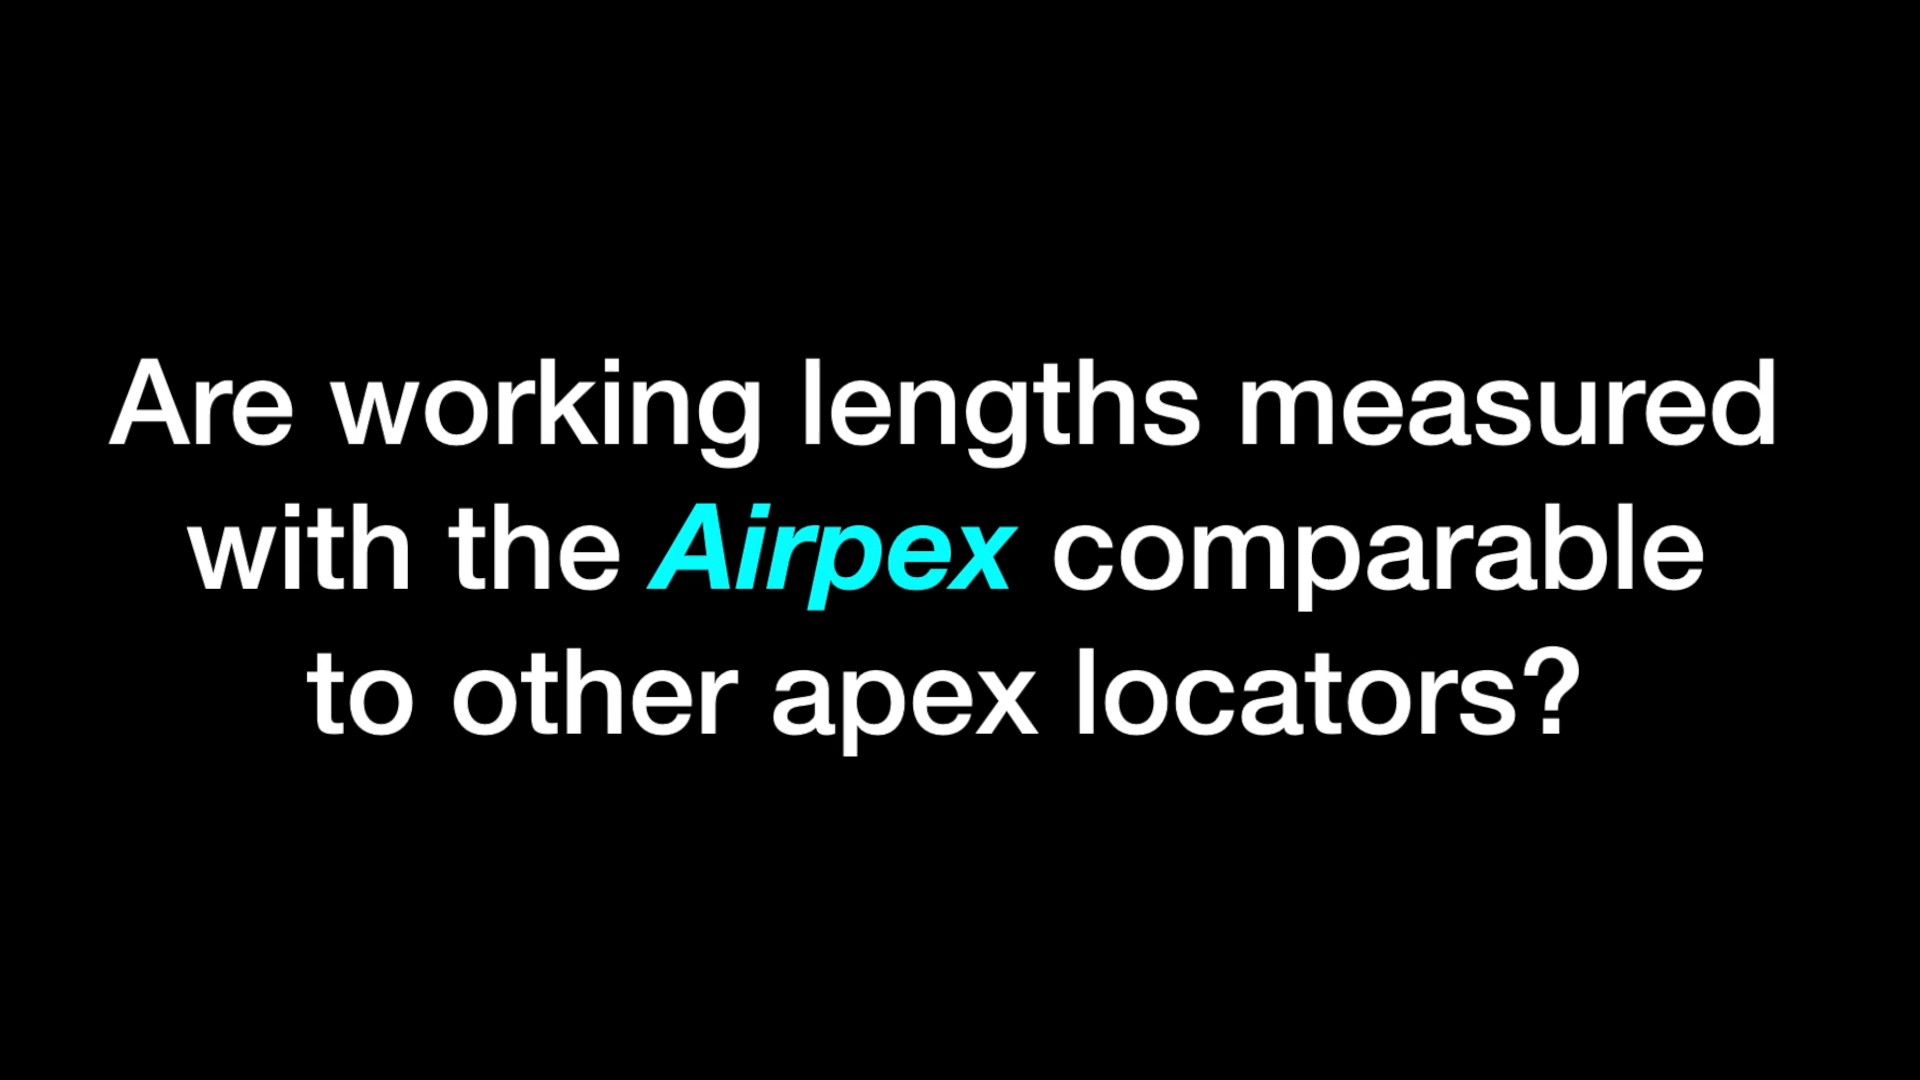 Are working lengths measured
with the Airpex comparable
to other apex locators?